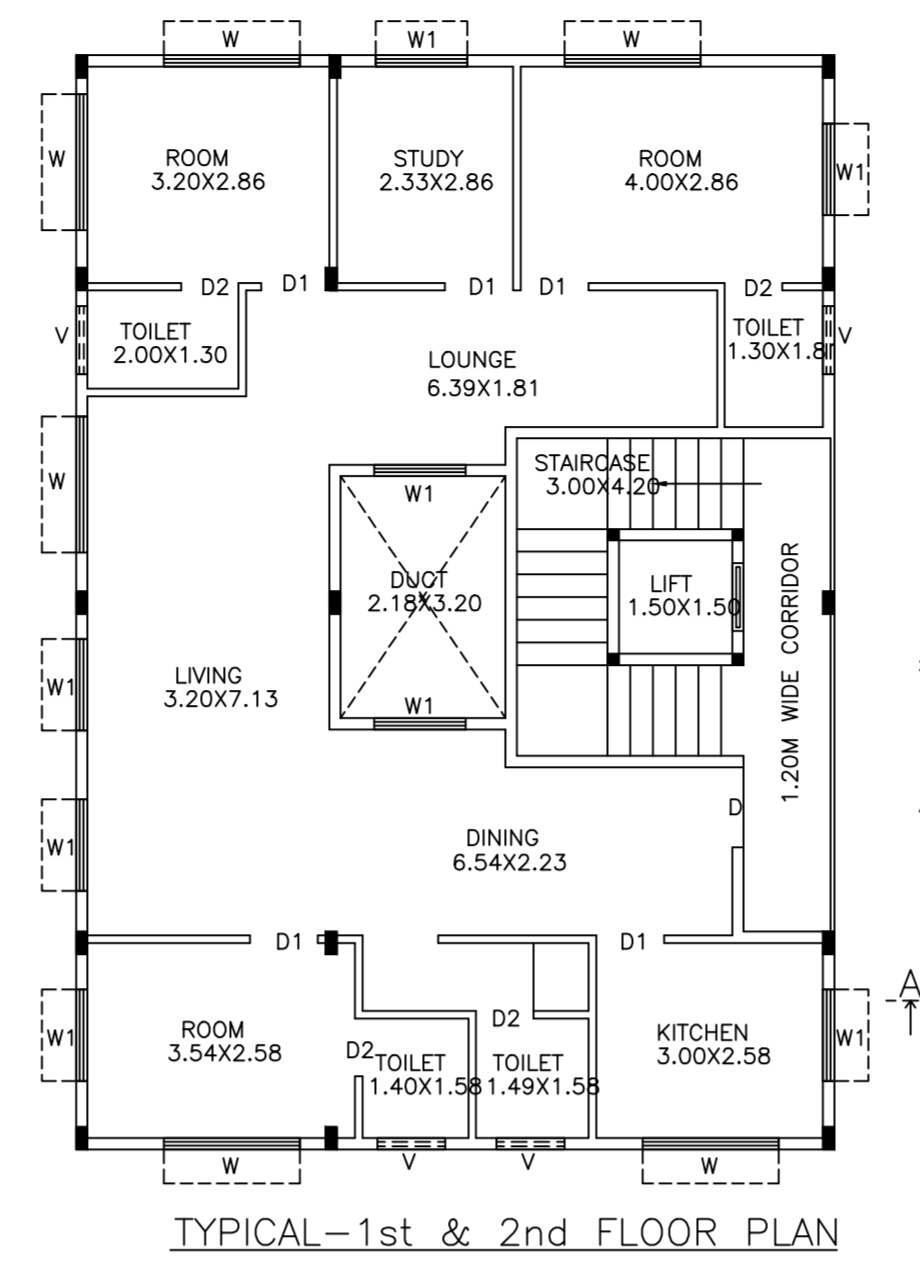 W
W1
W
W
W1
ROOM
3.20X2.86
STUDY
2.33X2.86
ROOM
4.00X2.86
D2
D1
D1
D1
D2
V
TOILET
2.00X1.30
LOUNGE
6.39X1.81
TOILET
V
W
STAIRCASE
3.00X4.20
W1
DUCT
2.18X3.20
LIFT
1.50X1.50
1.20M WIDE CORRIDOR
W1
LIVING
3.20X7.13
W1
W1
D
DINING
6.54X2.23
D1
D1
W1
ROOM
3.54X2.58
D2
TOILET
1.40X1.58
D2
TOILET
1.49X1.58
KITCHEN
3.00X2.58
W1
A
W
V
V
W
TYPICAL-1st & 2nd FLOOR PLAN